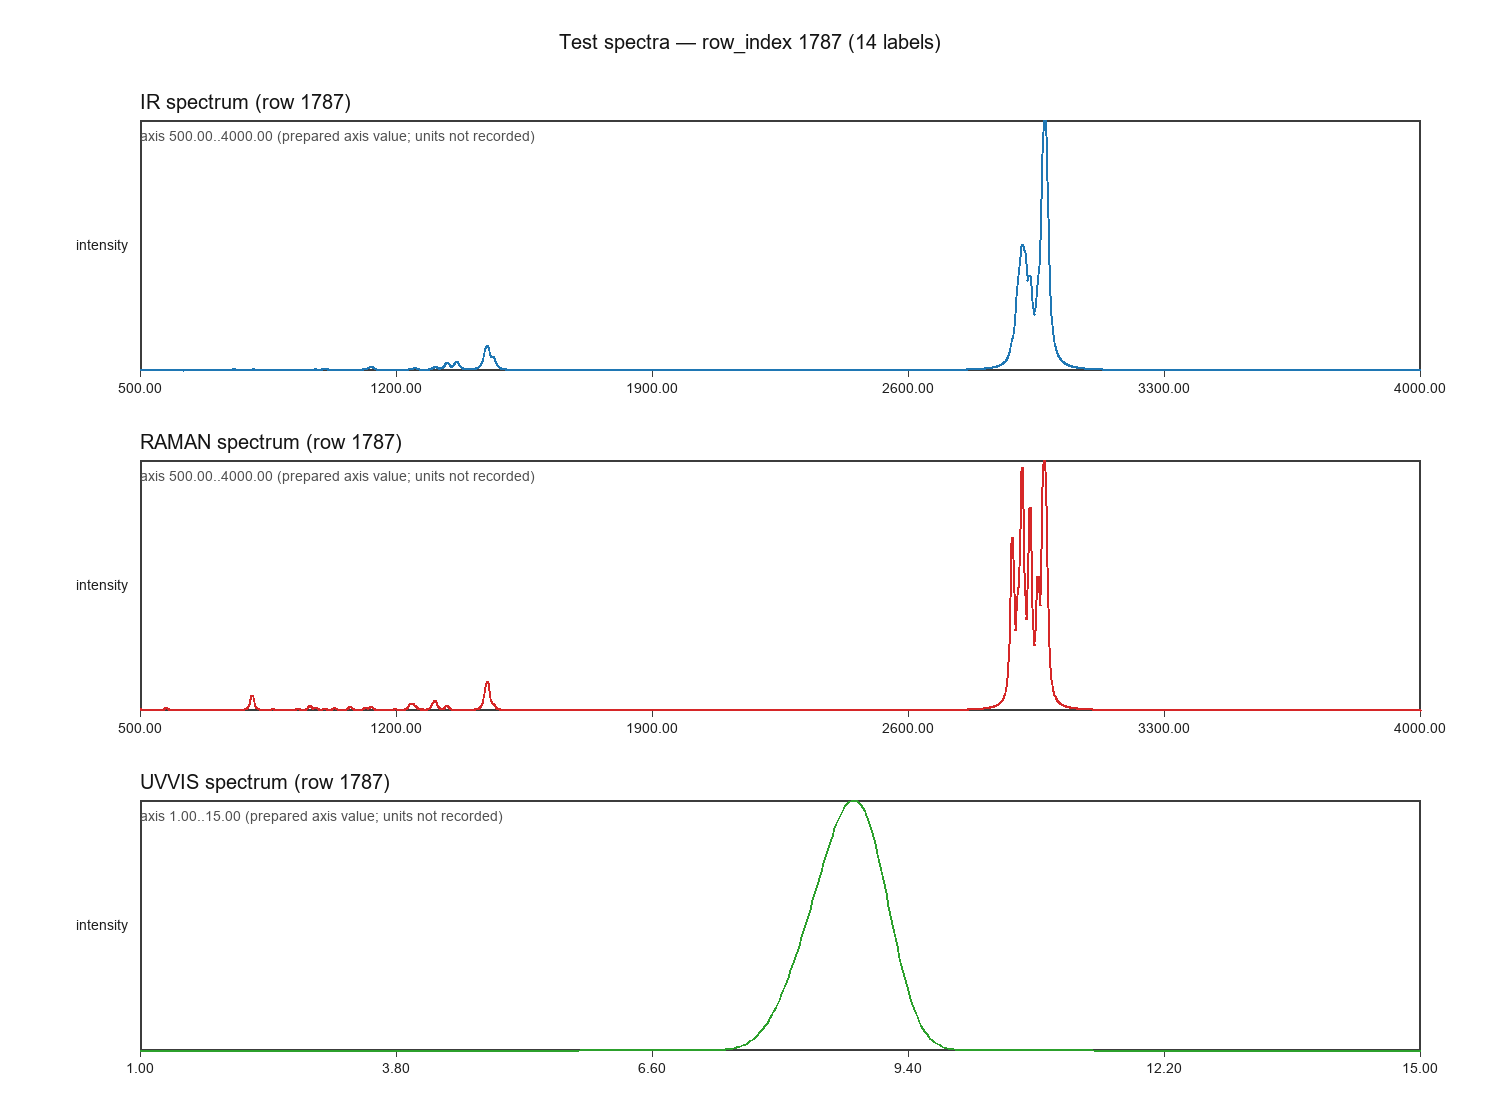 Test spectra — row_index 1787 (14 labels)
IR spectrum (row 1787)
axis 500.00..4000.00 (prepared axis value; units not recorded)
intensity
500.00 1200.00 1900.00 2600.00 3300.00 4000.00
RAMAN spectrum (row 1787)
axis 500.00..4000.00 (prepared axis value; units not recorded)
intensity
500.00 1200.00 1900.00 2600.00 3300.00 4000.00
UVVIS spectrum (row 1787)
axis 1.00..15.00 (prepared axis value; units not recorded)
intensity
1.00 3.80 6.60 9.40 12.20 15.00